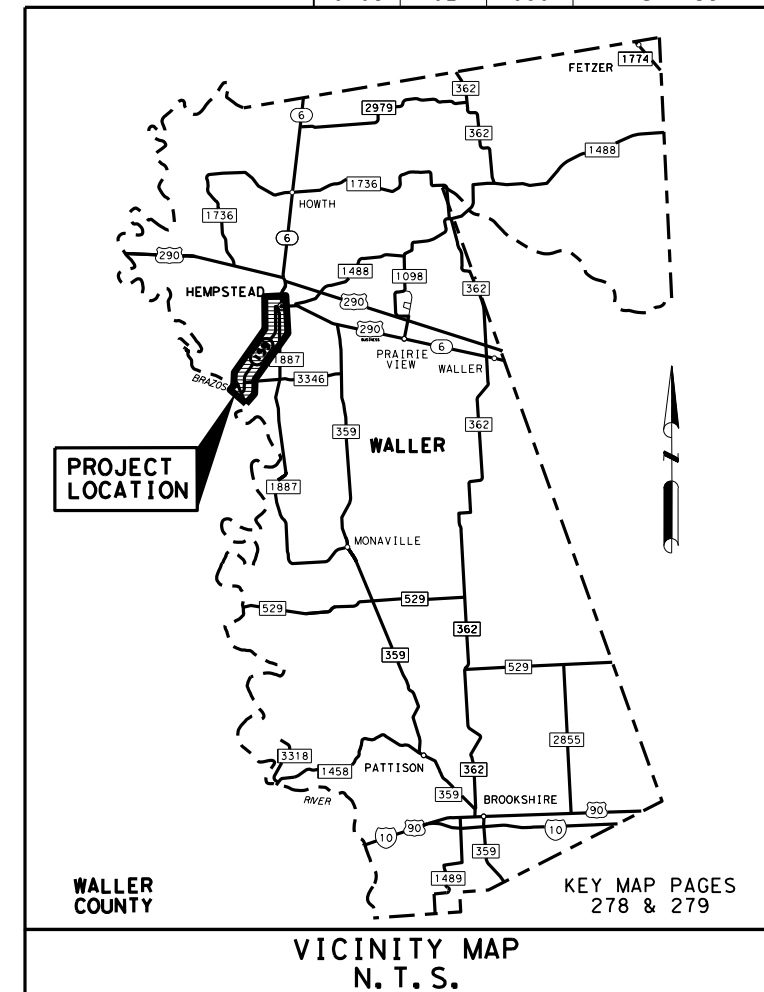 FETZER
1774
362
6
2979
362
1488
1736
HOWTH
1736
6
290
1488
1098
HEMPSTEAD
290
362
290
BUSINESS
6
PRAIRIE
VIEW
WALLER
1887
BRAZOS
3346
359
362
WALLER
PROJECT
LOCATION
1887
MONAVILLE
529
529
362
359
529
2855
3318
1458
PATTISON
362
RIVER
359
BROOKSHIRE
90
90
10
10
359
1489
WALLER
COUNTY
KEY MAP PAGES
278 & 279
VICINITY MAP
N. T. S.